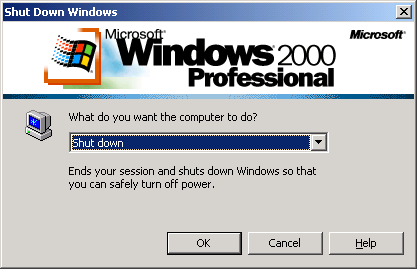 Shut Down Windows
Microsoft®
Microsoft®
Windows® 2000
Professional
What do you want the computer to do?
Shut down
Ends your session and shuts down Windows so that
you can safely turn off power.
OK Cancel Help